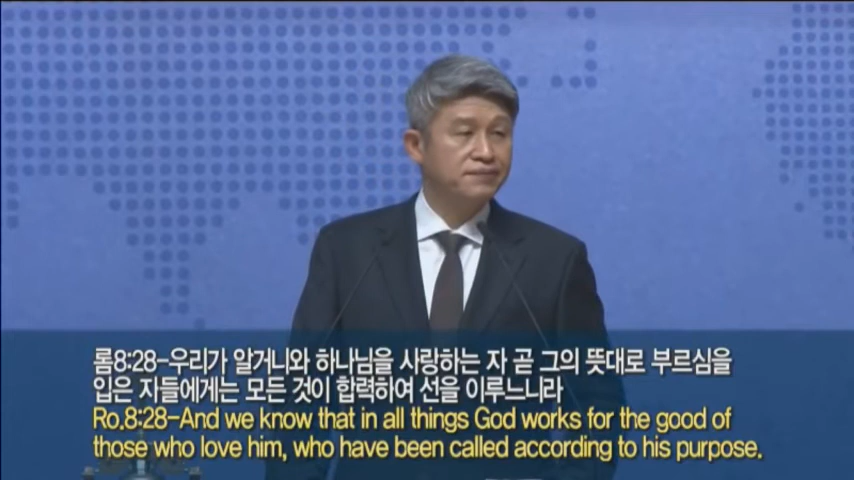 롬8:28-우리가 알거니와 하나님을 사랑하는 자 곧 그의 뜻대로 부르심을
입은 자들에게는 모든 것이 합력하여 선을 이루느니라
Ro.8:28-And we know that in all things God works for the good of
those who love him, who have been called according to his purpose.